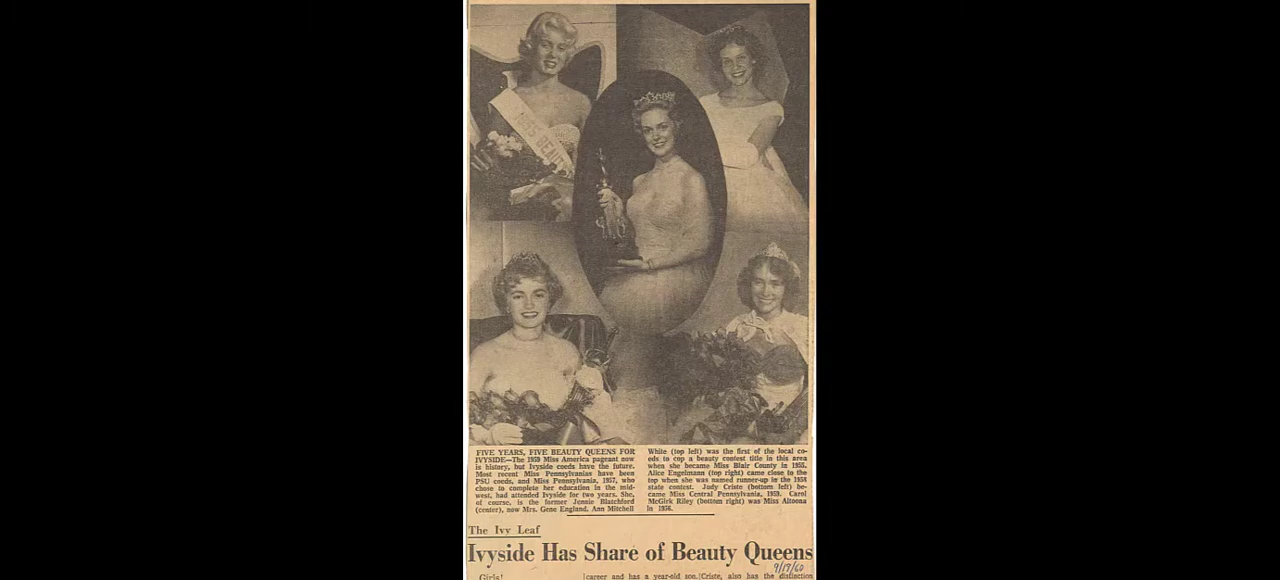 FIVE YEARS, FIVE BEAUTY QUEENS FOR
IVYSIDE—The 1959 Miss America pageant now
is history, but Ivyside coeds have the future.
Most recent Miss Pennsylvanias have been
PSU coeds, and Miss Pennsylvania, 1957, who
chose to complete her education in the mid-
west, had attended Ivyside for two years. She,
of course, is the former Jennie Blatchford
(center), now Mrs. Gene England. Ann Mitchell
White (top left) was the first of the local co-
eds to cop a beauty contest title in this area
when she became Miss Blair County in 1955.
Alice Engelmann (top right) came close to the
top when she was named runner-up in the 1958
state contest. Judy Criste (bottom left) be-
came Miss Central Pennsylvania, 1959. Carol
McGirk Riley (bottom right) was Miss Altoona
in 1956.
The Ivy Leaf
Ivyside Has Share of Beauty Queens
Girls!
career and has a year-old son.
Criste, also has the distinction